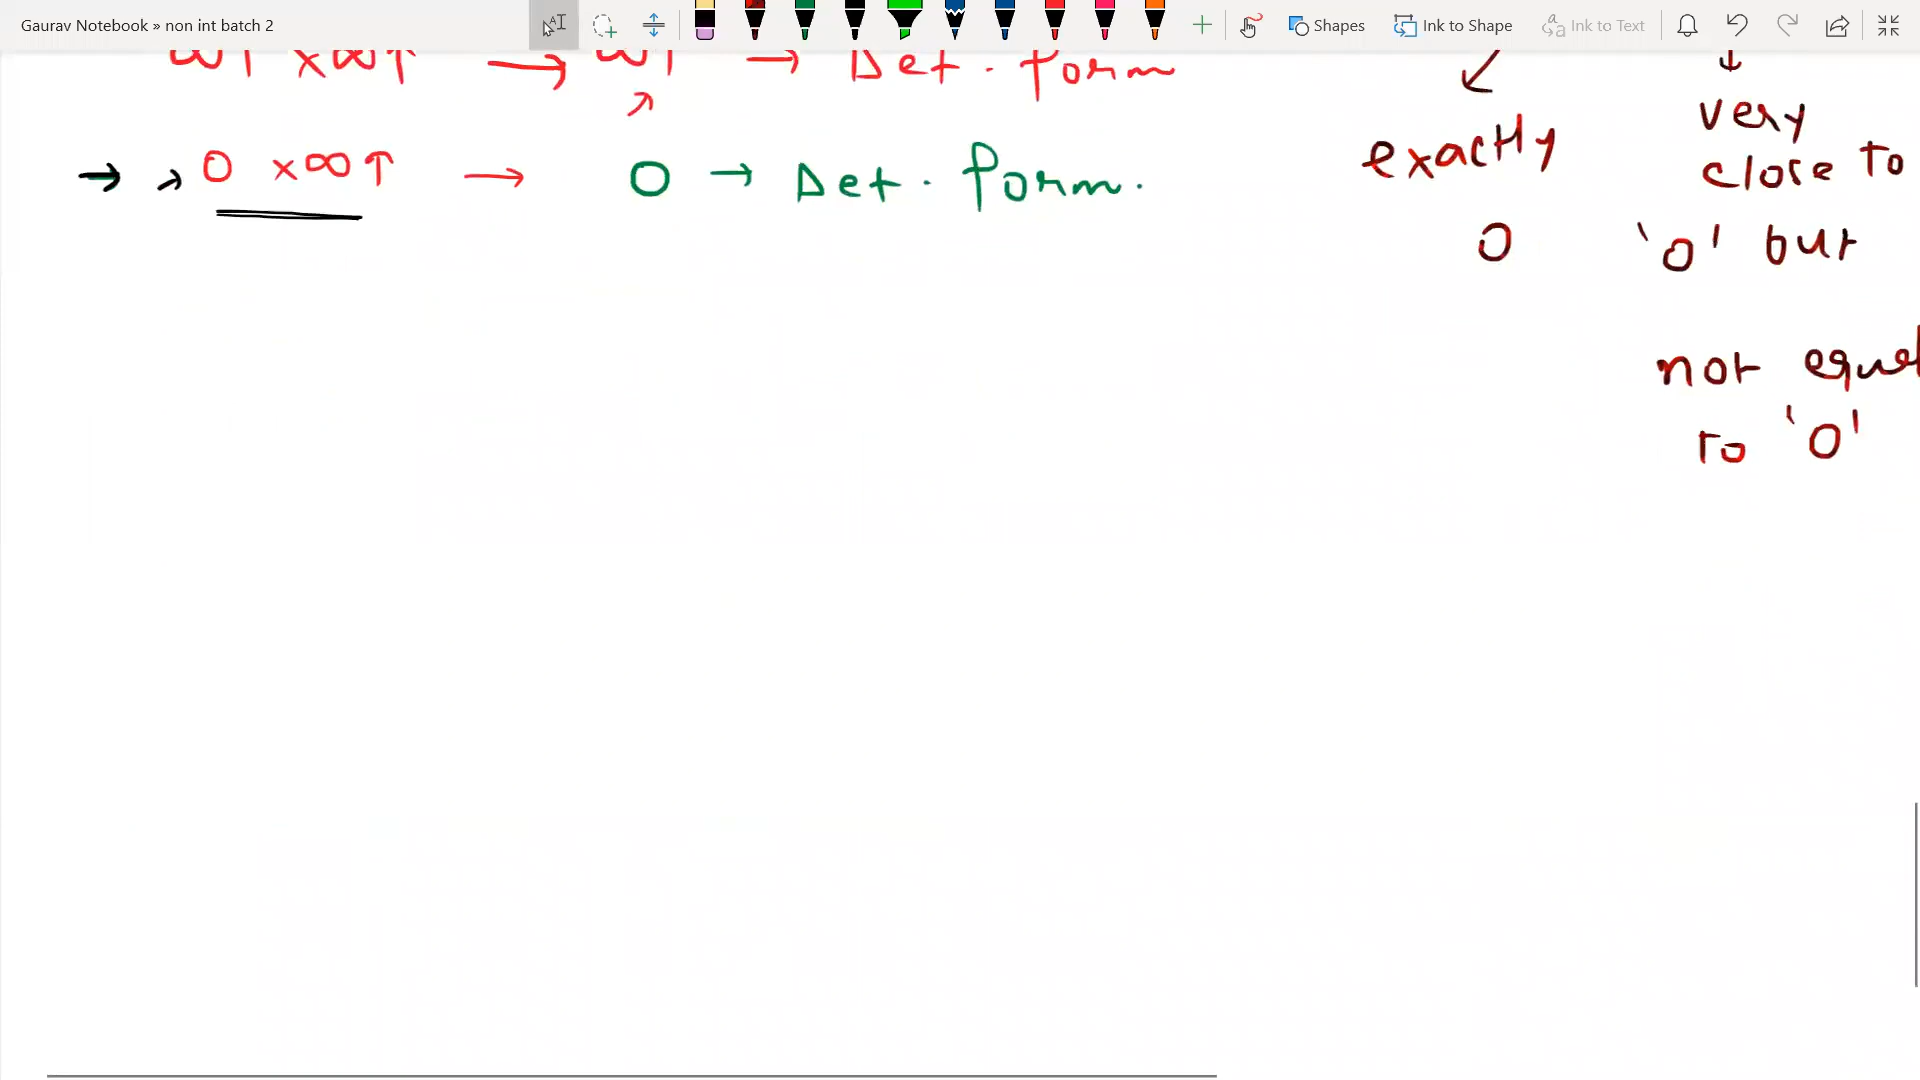 Gaurav Notebook » non int batch 2
Shapes
Ink to Shape
Ink to Text
∞↑ ×∞↑ → ∞↑ → Det. form
→ → 0 ×∞↑ → 0 → Det. form.
exactly
0
very
close to
'0' but
not equal
to '0'